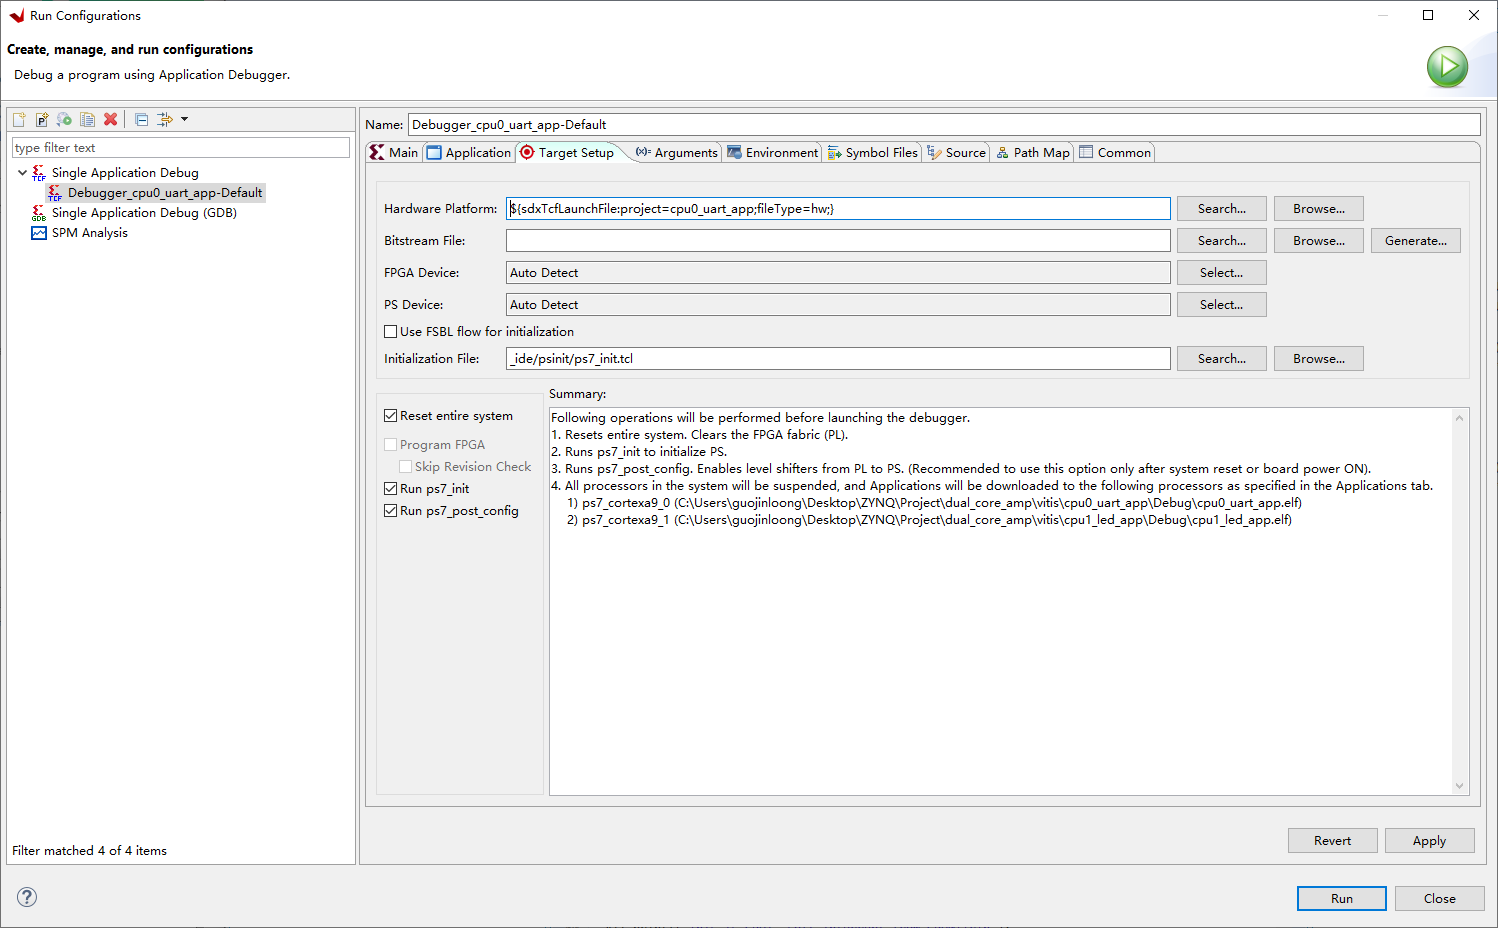 Run Configurations
Create, manage, and run configurations
Debug a program using Application Debugger.
type filter text
Single Application Debug
Debugger_cpu0_uart_app-Default
Single Application Debug (GDB)
SPM Analysis
Filter matched 4 of 4 items
Name: Debugger_cpu0_uart_app-Default
Main Application Target Setup Arguments Environment Symbol Files Source Path Map Common
Hardware Platform: ${sdxTcfLaunchFile:project=cpu0_uart_app;fileType=hw;} Search... Browse...
Bitstream File: Search... Browse... Generate...
FPGA Device: Auto Detect Select...
PS Device: Auto Detect Select...
Use FSBL flow for initialization
Initialization File: _ide/psinit/ps7_init.tcl Search... Browse...
Reset entire system
Program FPGA
Skip Revision Check
Run ps7_init
Run ps7_post_config
Summary:
Following operations will be performed before launching the debugger.
1. Resets entire system. Clears the FPGA fabric (PL).
2. Runs ps7_init to initialize PS.
3. Runs ps7_post_config. Enables level shifters from PL to PS. (Recommended to use this option only after system reset or board power ON).
4. All processors in the system will be suspended, and Applications will be downloaded to the following processors as specified in the Applications tab.
1) ps7_cortexa9_0 (C:\Users\guojinloong\Desktop\ZYNQ\Project\dual_core_amp\vitis\cpu0_uart_app\Debug\cpu0_uart_app.elf)
2) ps7_cortexa9_1 (C:\Users\guojinloong\Desktop\ZYNQ\Project\dual_core_amp\vitis\cpu1_led_app\Debug\cpu1_led_app.elf)
Revert Apply
Run Close